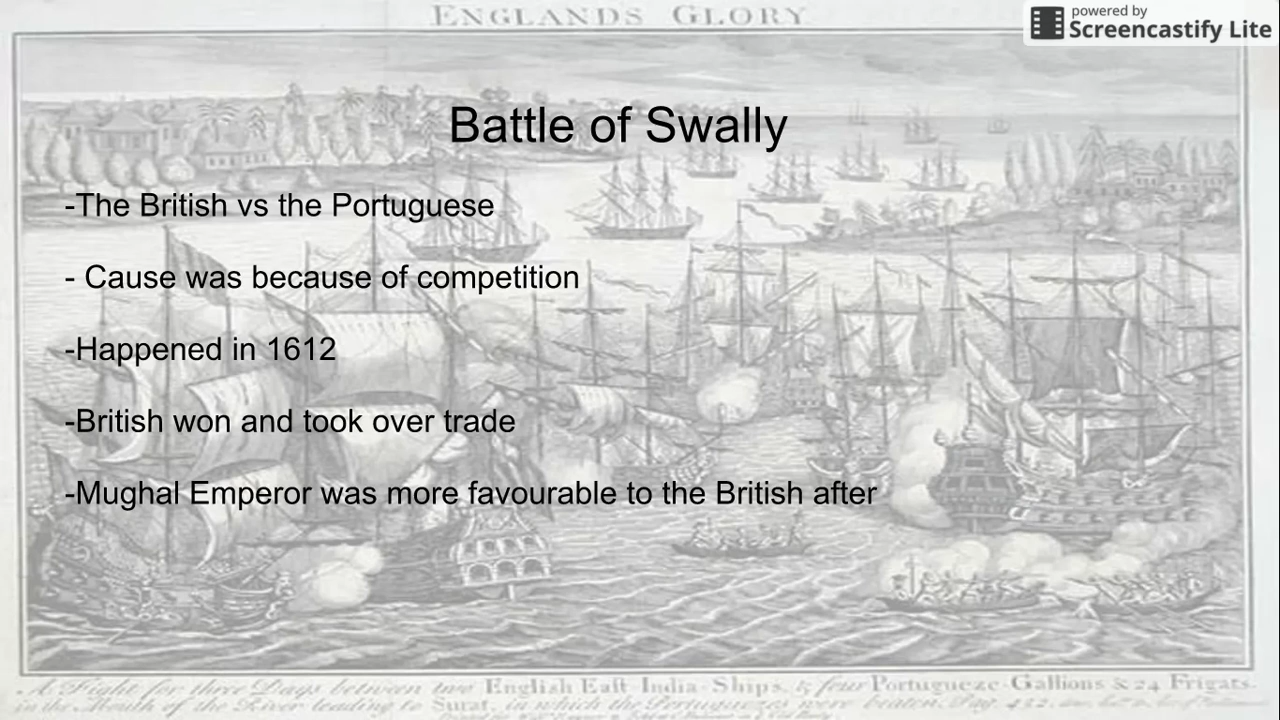 ENGLANDS GLORY
powered by
Screencastify Lite
Battle of Swally
-The British vs the Portuguese
- Cause was because of competition
-Happened in 1612
-British won and took over trade
-Mughal Emperor was more favourable to the British after
A Fight for three Days between two English East-India-Ships, & four Portugueze-Gallions & 24 Frigats.
in the Mouth of the River leading to Surat, in which the Portuguezes were beaten. Pag. 452.